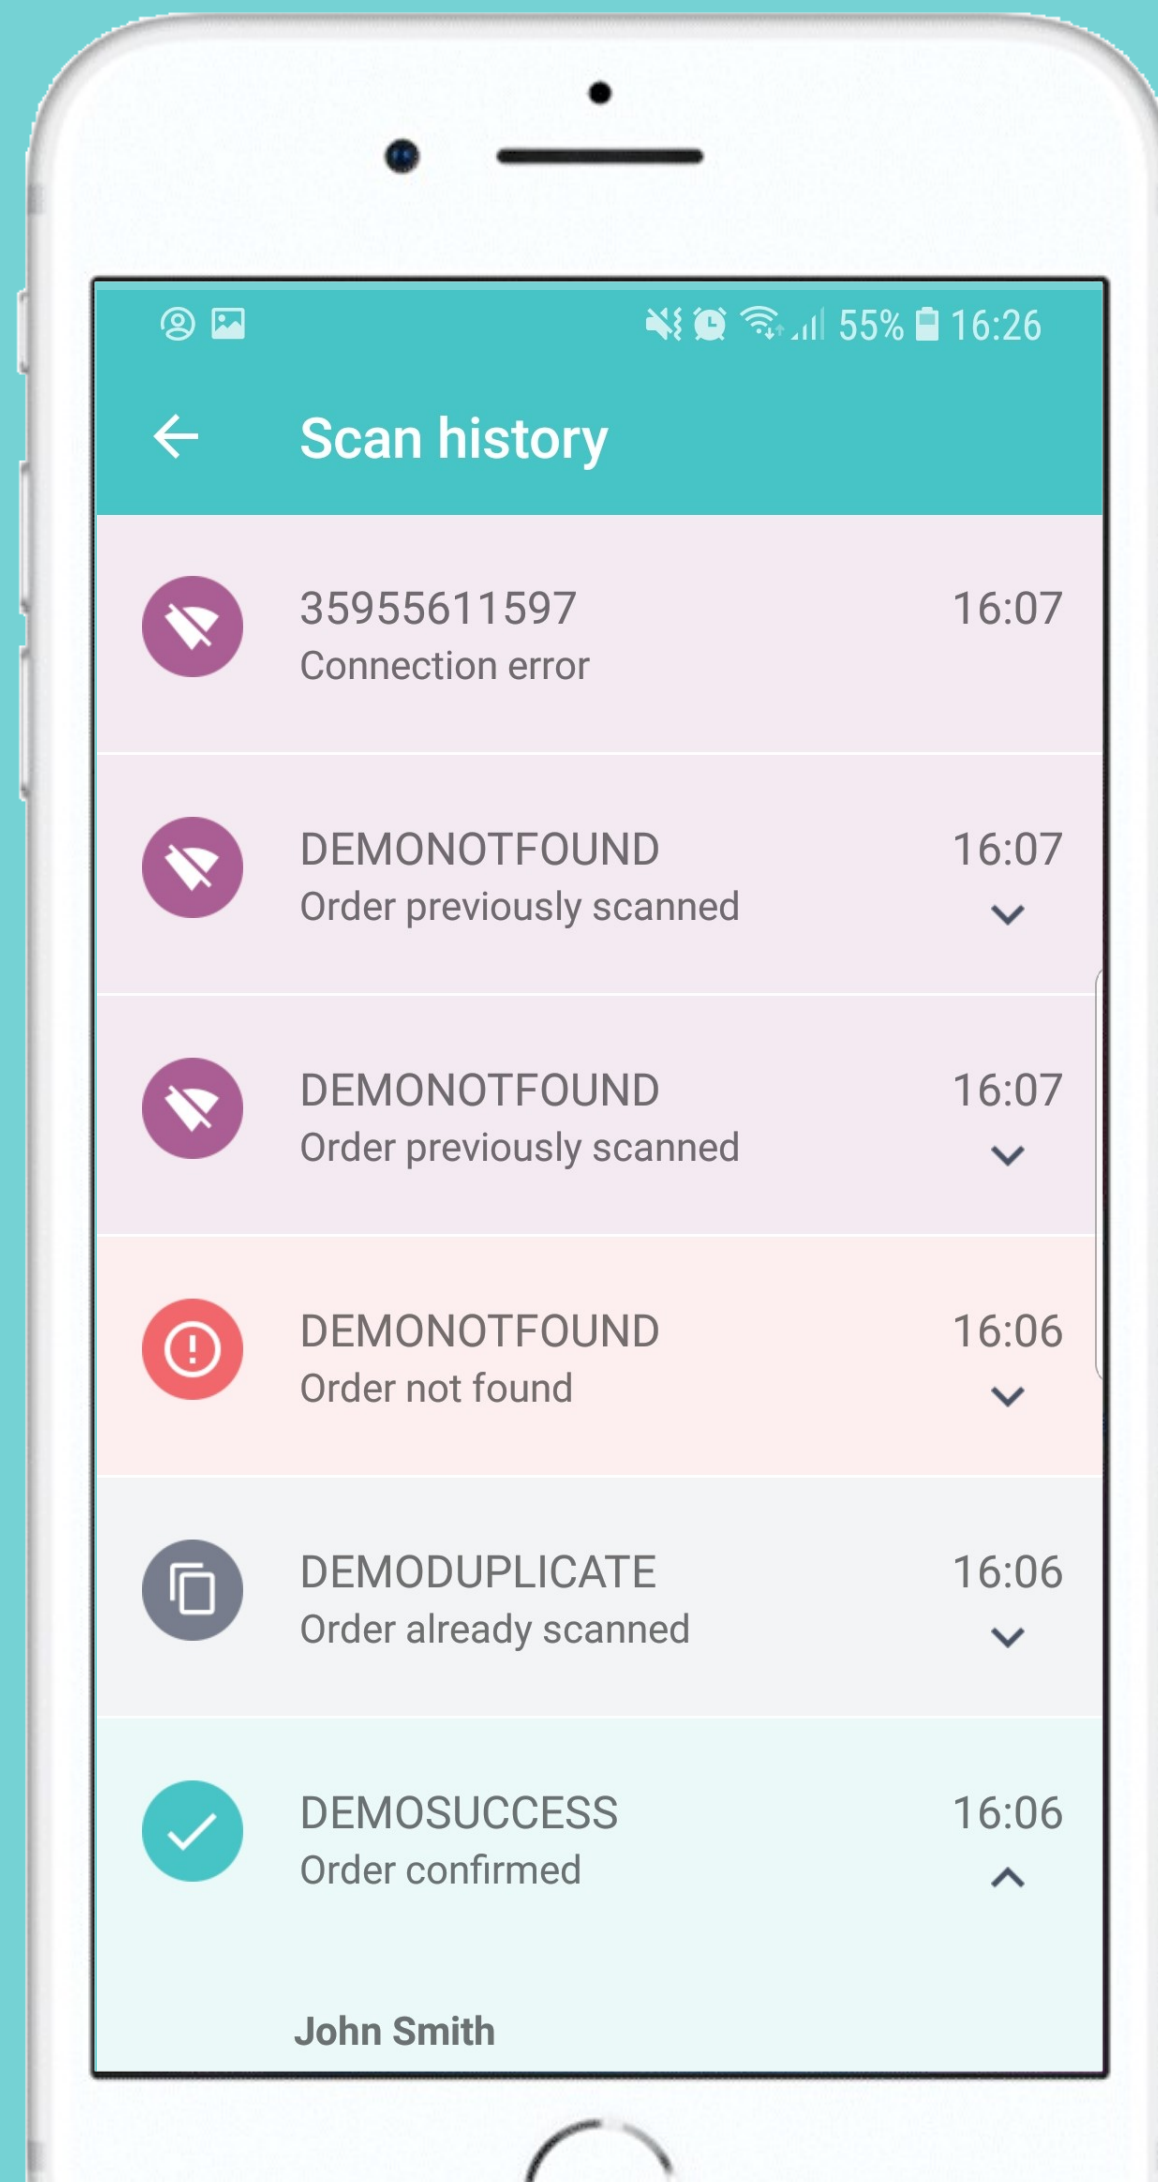 55% 16:26
Scan history
35955611597 16:07
Connection error
DEMONOTFOUND 16:07
Order previously scanned
DEMONOTFOUND 16:07
Order previously scanned
DEMONOTFOUND 16:06
Order not found
DEMODUPLICATE 16:06
Order already scanned
DEMOSUCCESS 16:06
Order confirmed
John Smith